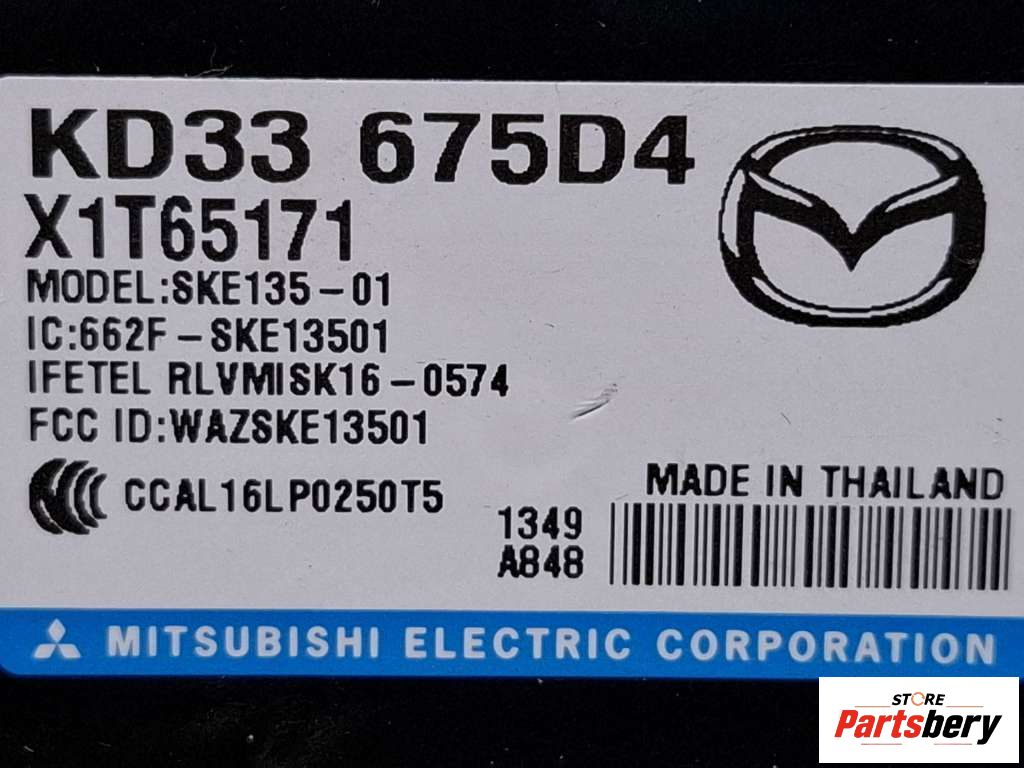 KD33 675D4
X1T65171
MODEL:SKE135-01
IC:662F-SKE13501
IFETEL RLVMISK16-0574
FCC ID:WAZSKE13501
CCAL16LP0250T5
MADE IN THAILAND
1349
A848
MITSUBISHI ELECTRIC CORPORATION
STORE
Partsbery